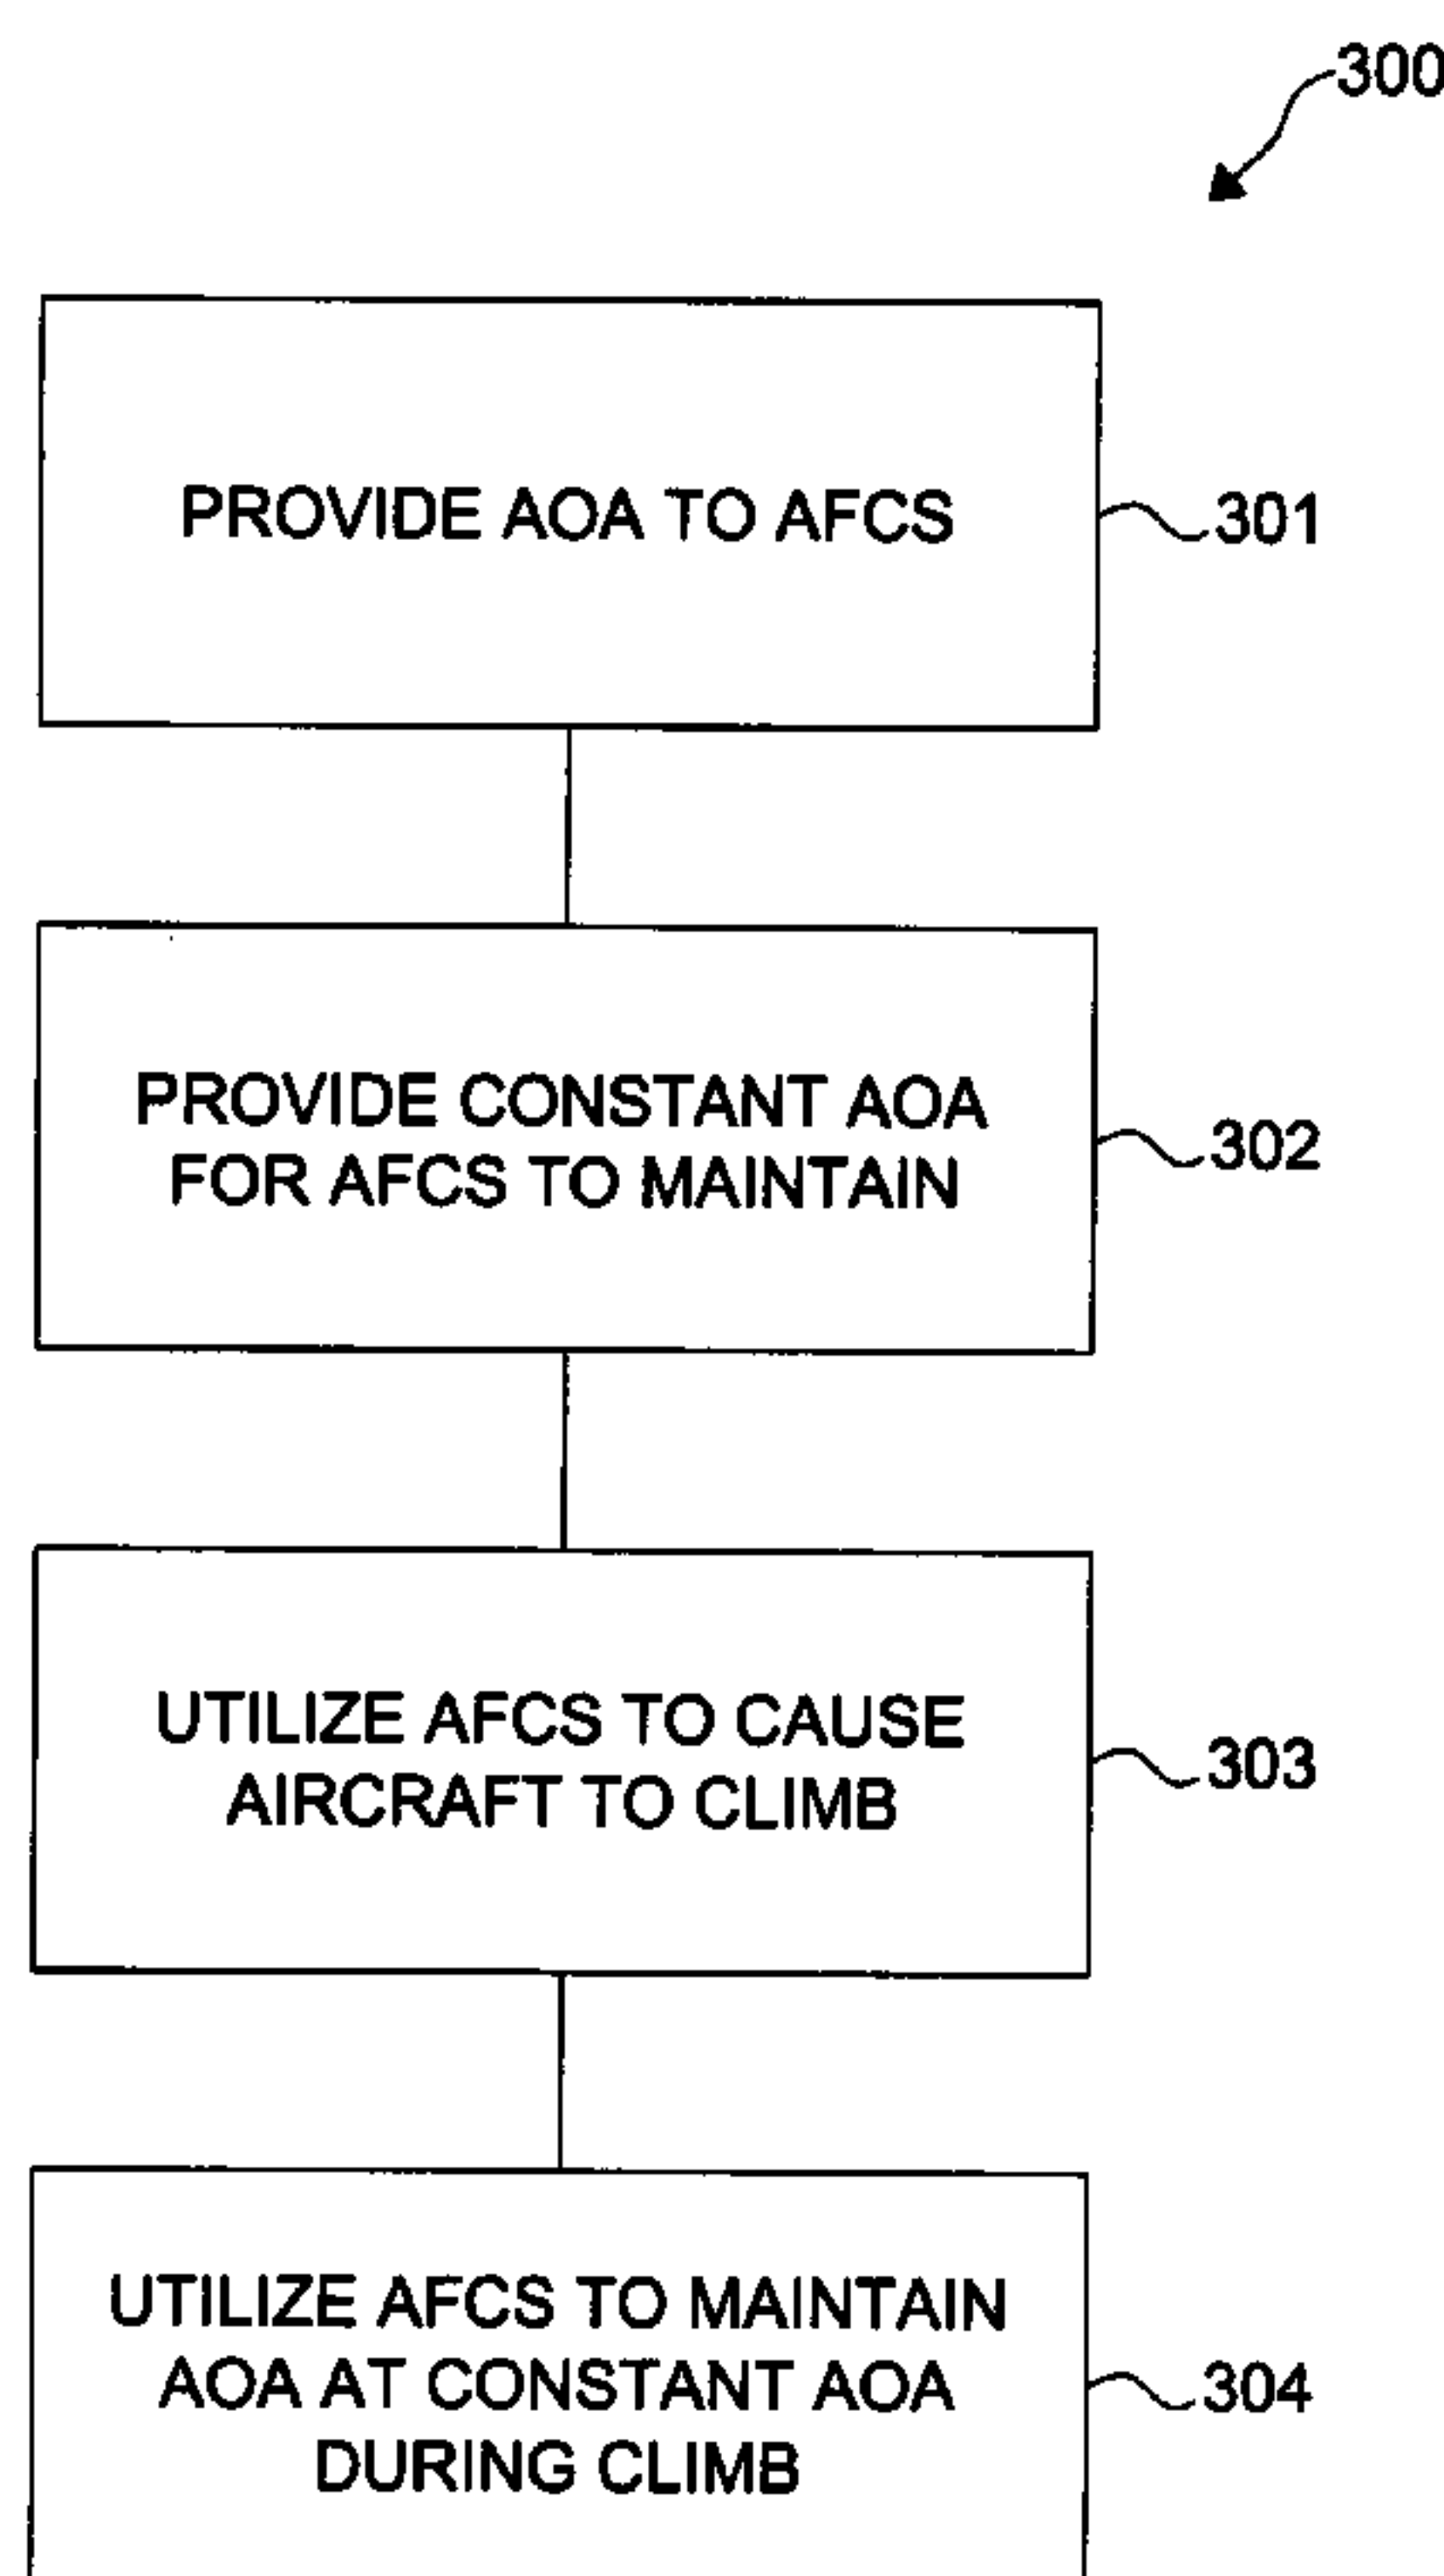 300
PROVIDE AOA TO AFCS
301
PROVIDE CONSTANT AOA
FOR AFCS TO MAINTAIN
302
UTILIZE AFCS TO CAUSE
AIRCRAFT TO CLIMB
303
UTILIZE AFCS TO MAINTAIN
AOA AT CONSTANT AOA
DURING CLIMB
304